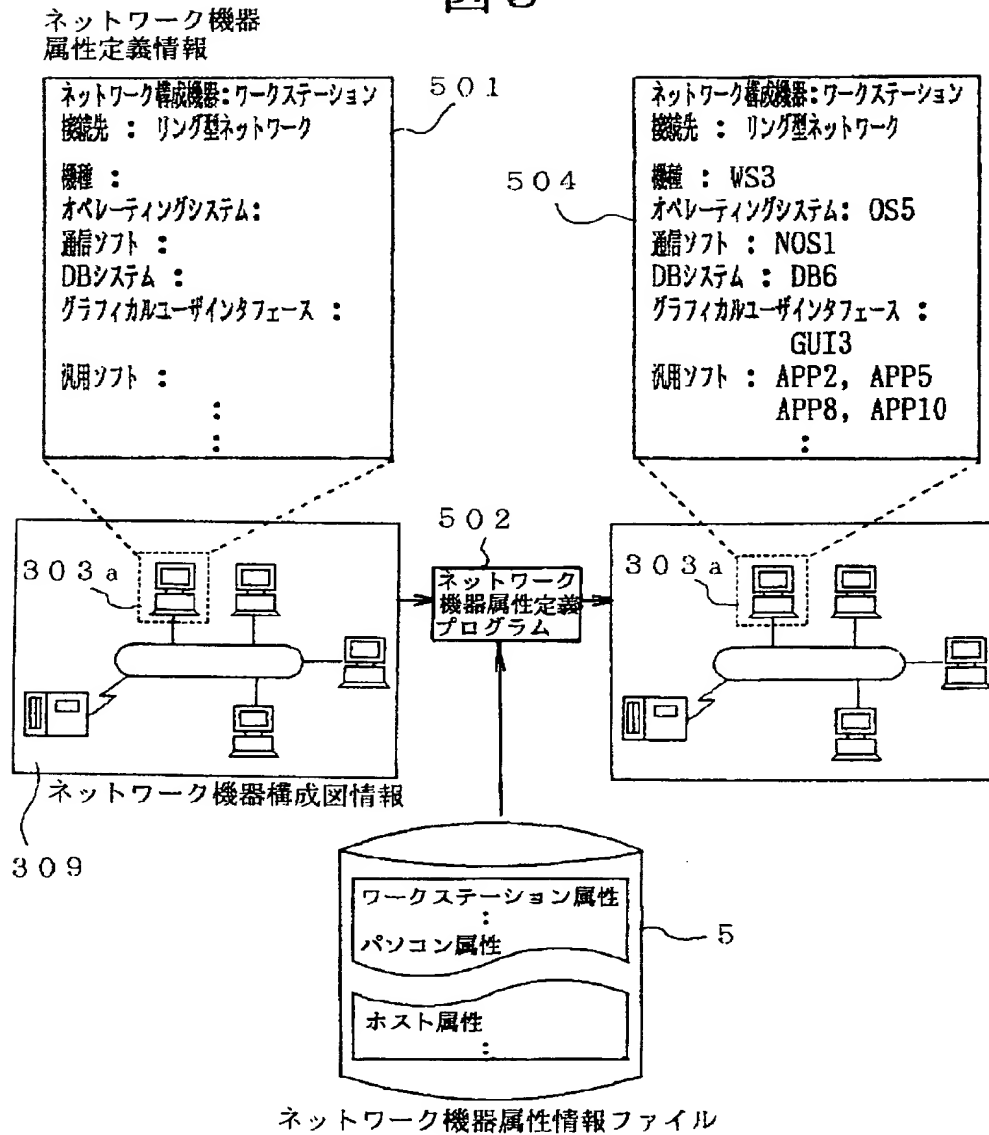 ネットワーク機器
属性定義情報
501
ネットワーク構成機器:ワークステーション
接続先 : リング型ネットワーク
機種 :
オペレーティングシステム:
通信ソフト :
DBシステム :
グラフィカルユーザインタフェース :
汎用ソフト :
:
:
504
ネットワーク構成機器:ワークステーション
接続先 : リング型ネットワーク
機種 : WS3
オペレーティングシステム: OS5
通信ソフト : NOS1
DBシステム : DB6
グラフィカルユーザインタフェース :
GUI3
汎用ソフト : APP2, APP5
APP8, APP10
:
303a
502
ネットワーク
機器属性定義
プログラム
303a
ネットワーク機器構成図情報
309
ワークステーション属性
:
パソコン属性
ホスト属性
:
5
ネットワーク機器属性情報ファイル